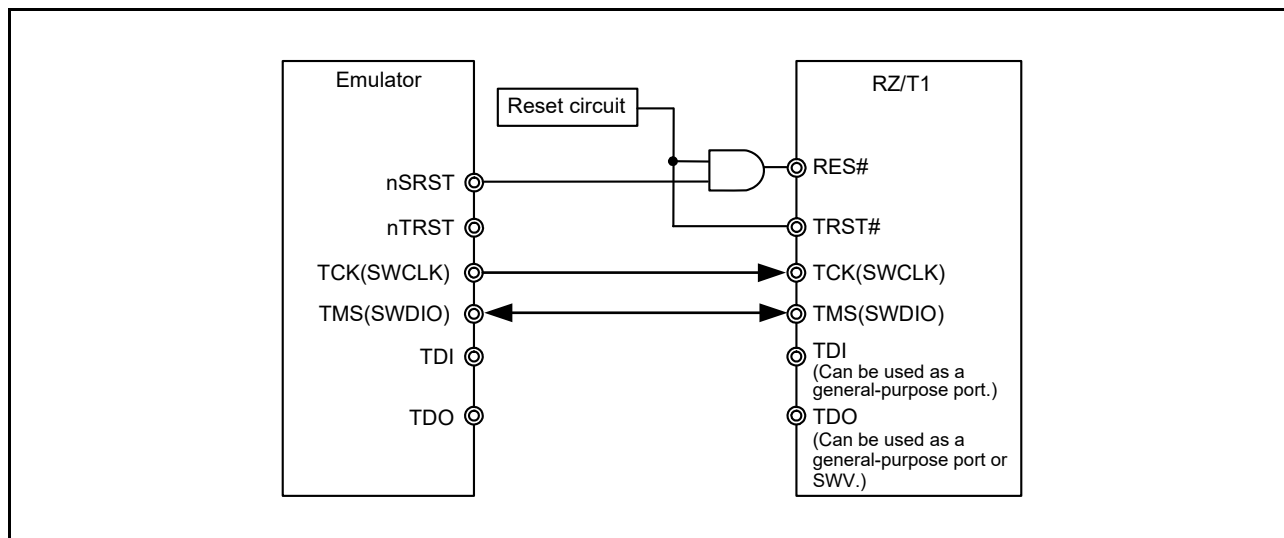 Emulator
nSRST
nTRST
TCK(SWCLK)
TMS(SWDIO)
TDI
TDO
Reset circuit
RZ/T1
RES#
TRST#
TCK(SWCLK)
TMS(SWDIO)
TDI
(Can be used as a
general-purpose port.)
TDO
(Can be used as a
general-purpose port or
SWV.)